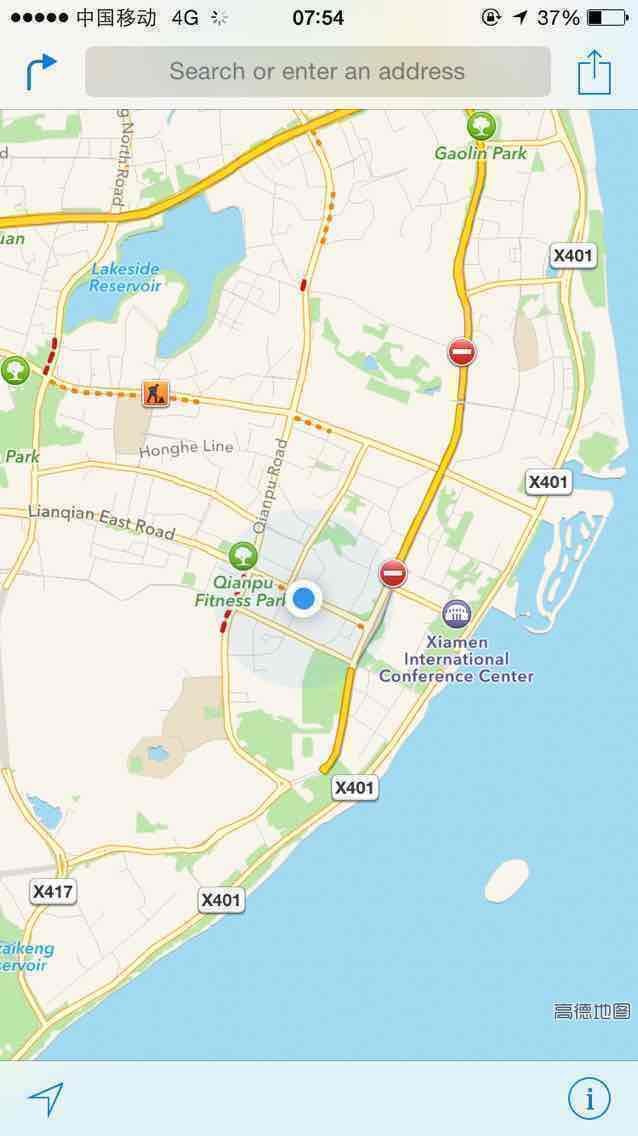 中国移动 4G 07:54 37%
Search or enter an address
g North Road
Gaolin Park
d
uan
X401
Lakeside
Reservoir
Park
Honghe Line
Qianpu Road
X401
Lianqian East Road
Qianpu
Fitness Park
Xiamen
International
Conference Center
X401
X417
X401
aikeng
servoir
高德地图